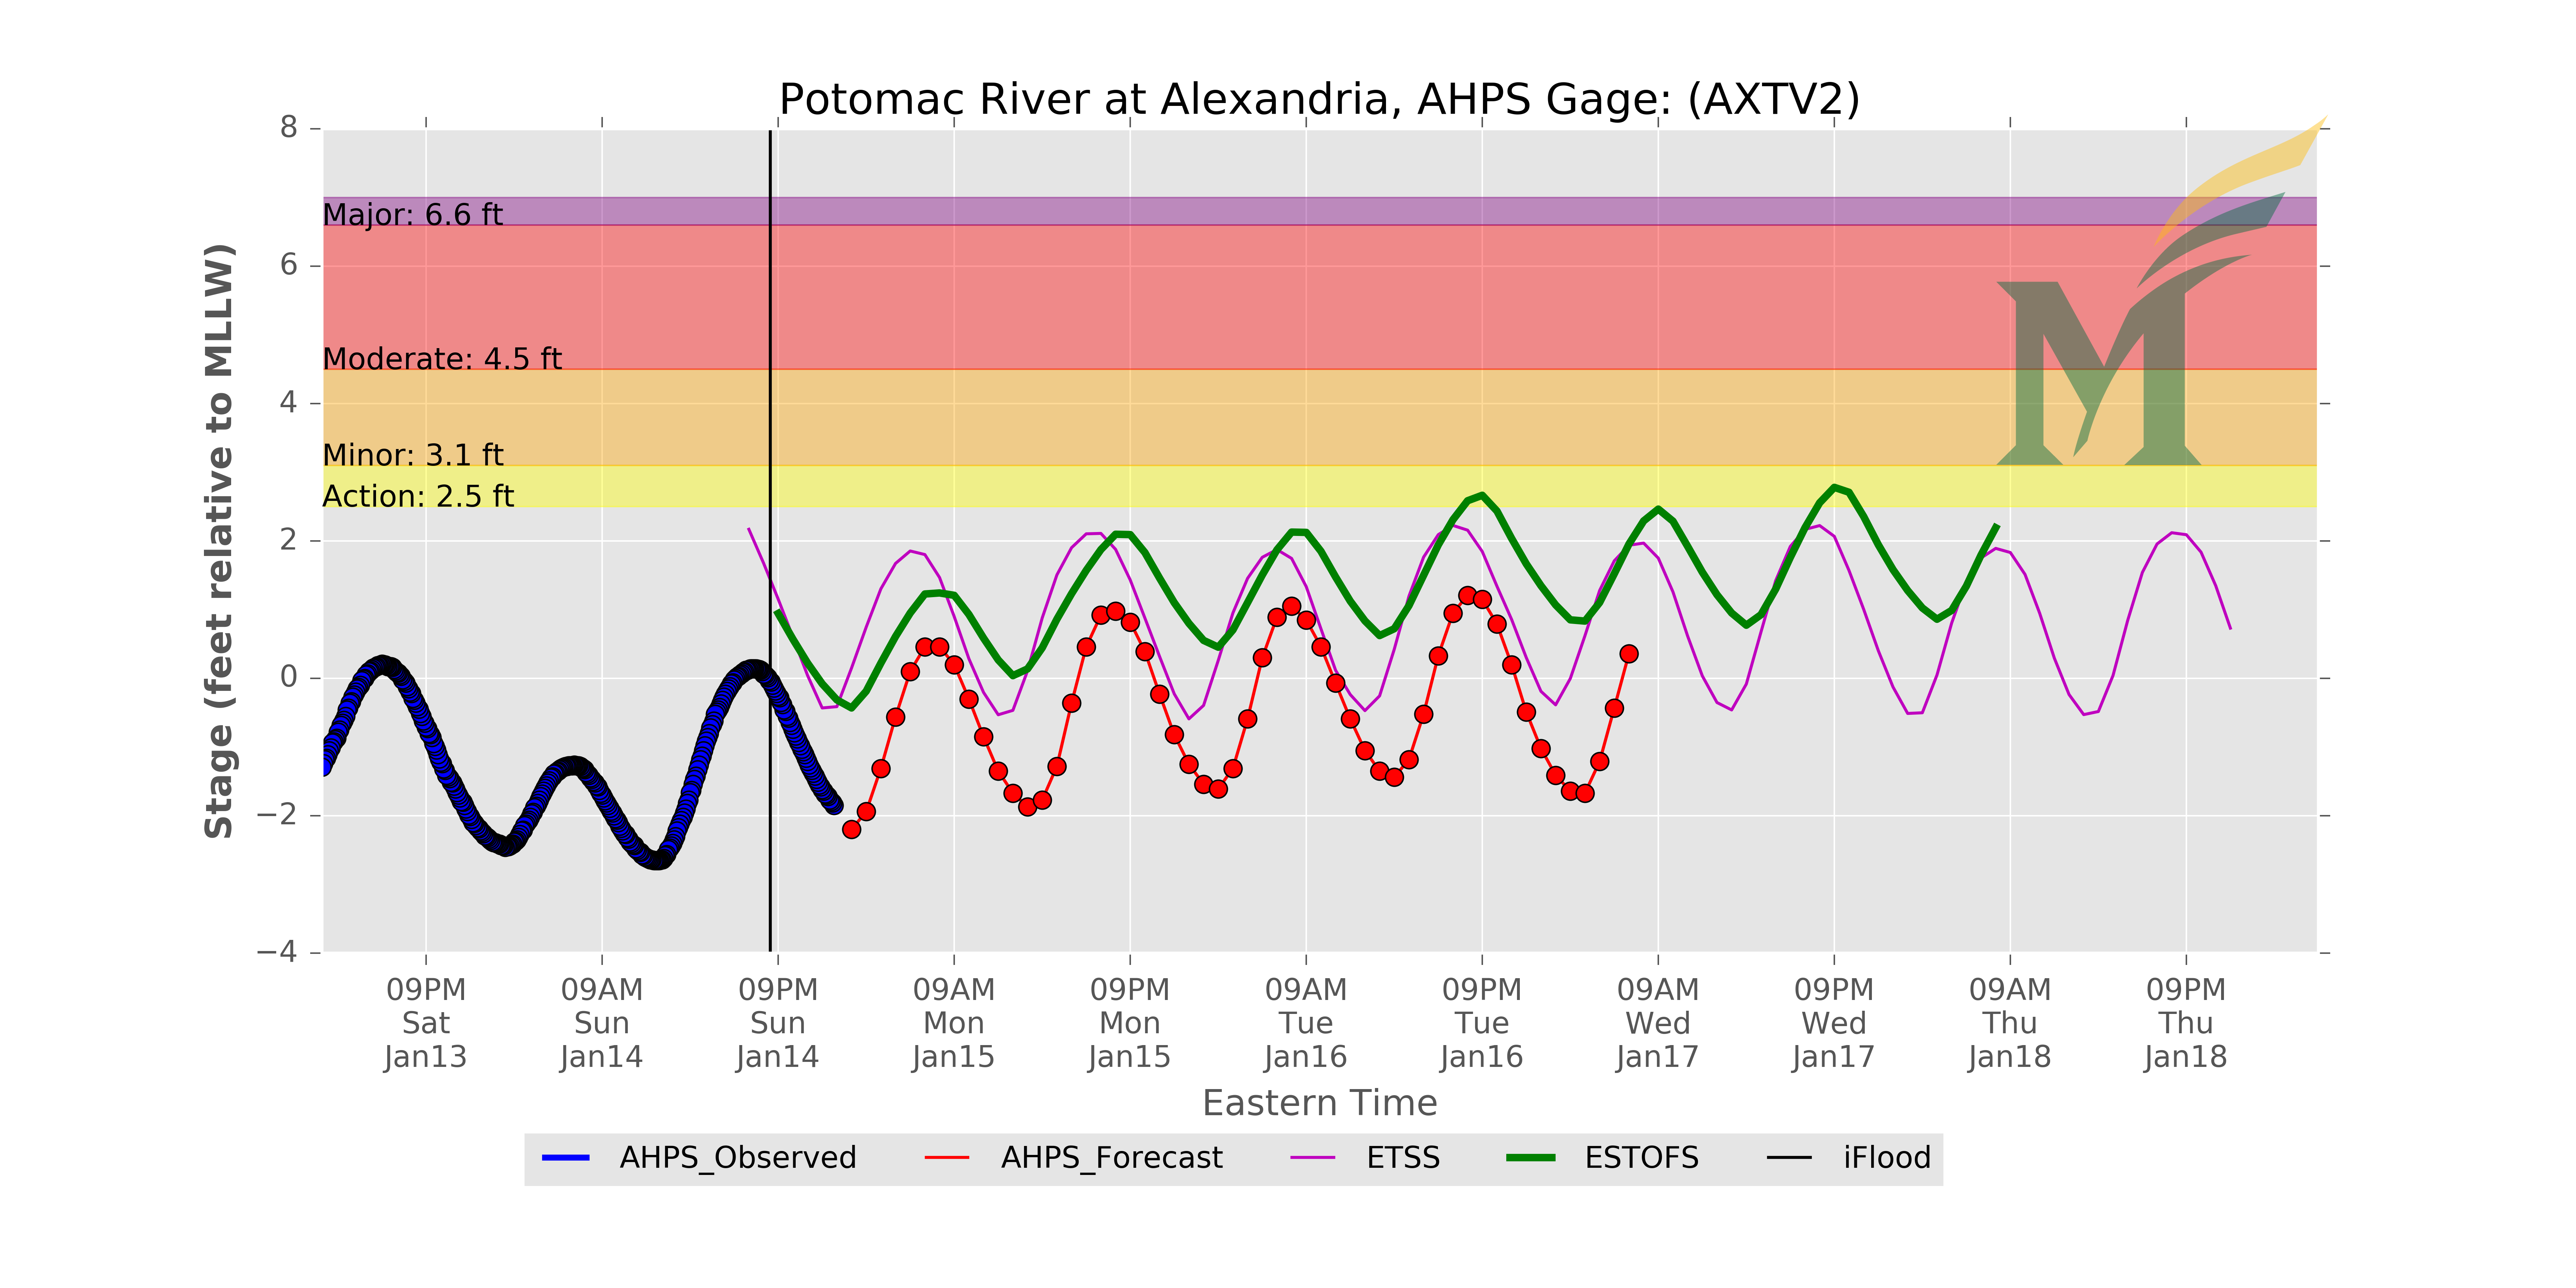 Potomac River at Alexandria, AHPS Gage: (AXTV2)
8
6
4
2
0
−2
−4
Stage (feet relative to MLLW)
Major: 6.6 ft
Moderate: 4.5 ft
Minor: 3.1 ft
Action: 2.5 ft
M
09PM 09AM 09PM 09AM 09PM 09AM 09PM 09AM 09PM 09AM 09PM
Sat Sun Sun Mon Mon Tue Tue Wed Wed Thu Thu
Jan13 Jan14 Jan14 Jan15 Jan15 Jan16 Jan16 Jan17 Jan17 Jan18 Jan18
Eastern Time
AHPS_Observed AHPS_Forecast ETSS ESTOFS iFlood